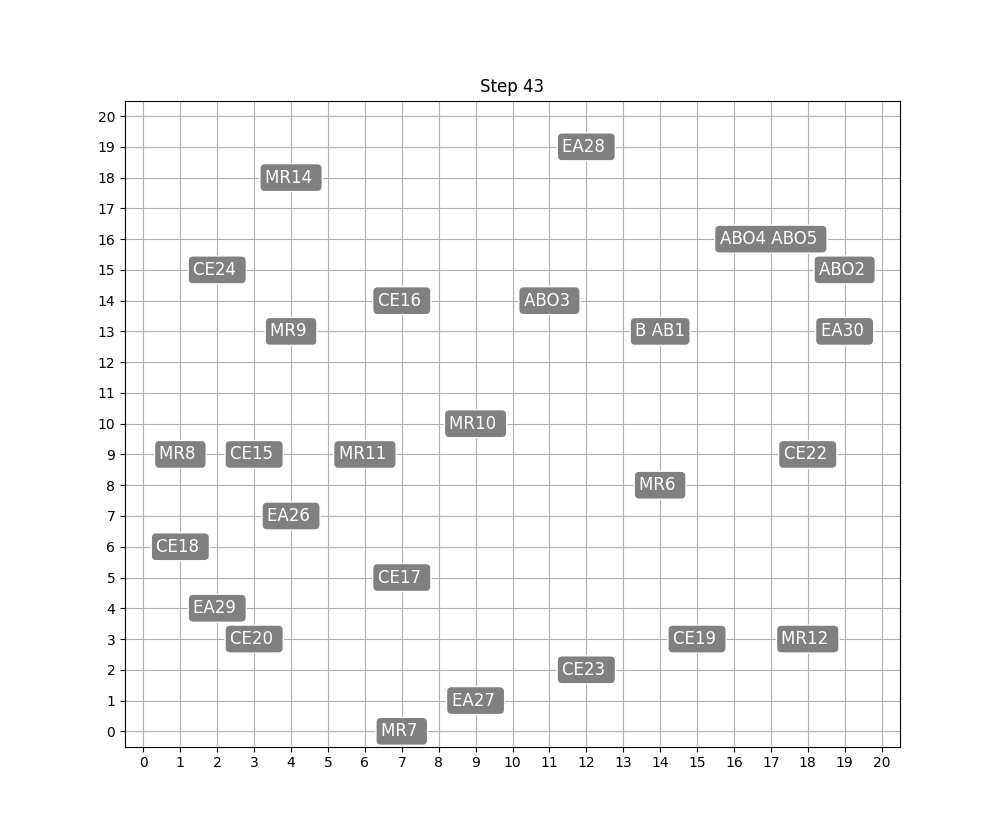 Step 43
20
19
EA28
18
MR14
17
16
ABO4 ABO5
15
CE24
ABO2
14
CE16
ABO3
13
MR9
B AB1
EA30
12
11
10
MR10
9
MR8
CE15
MR11
CE22
8
MR6
7
EA26
6
CE18
5
CE17
4
EA29
3
CE20
CE19
MR12
2
CE23
1
EA27
0
MR7
0 1 2 3 4 5 6 7 8 9 10 11 12 13 14 15 16 17 18 19 20